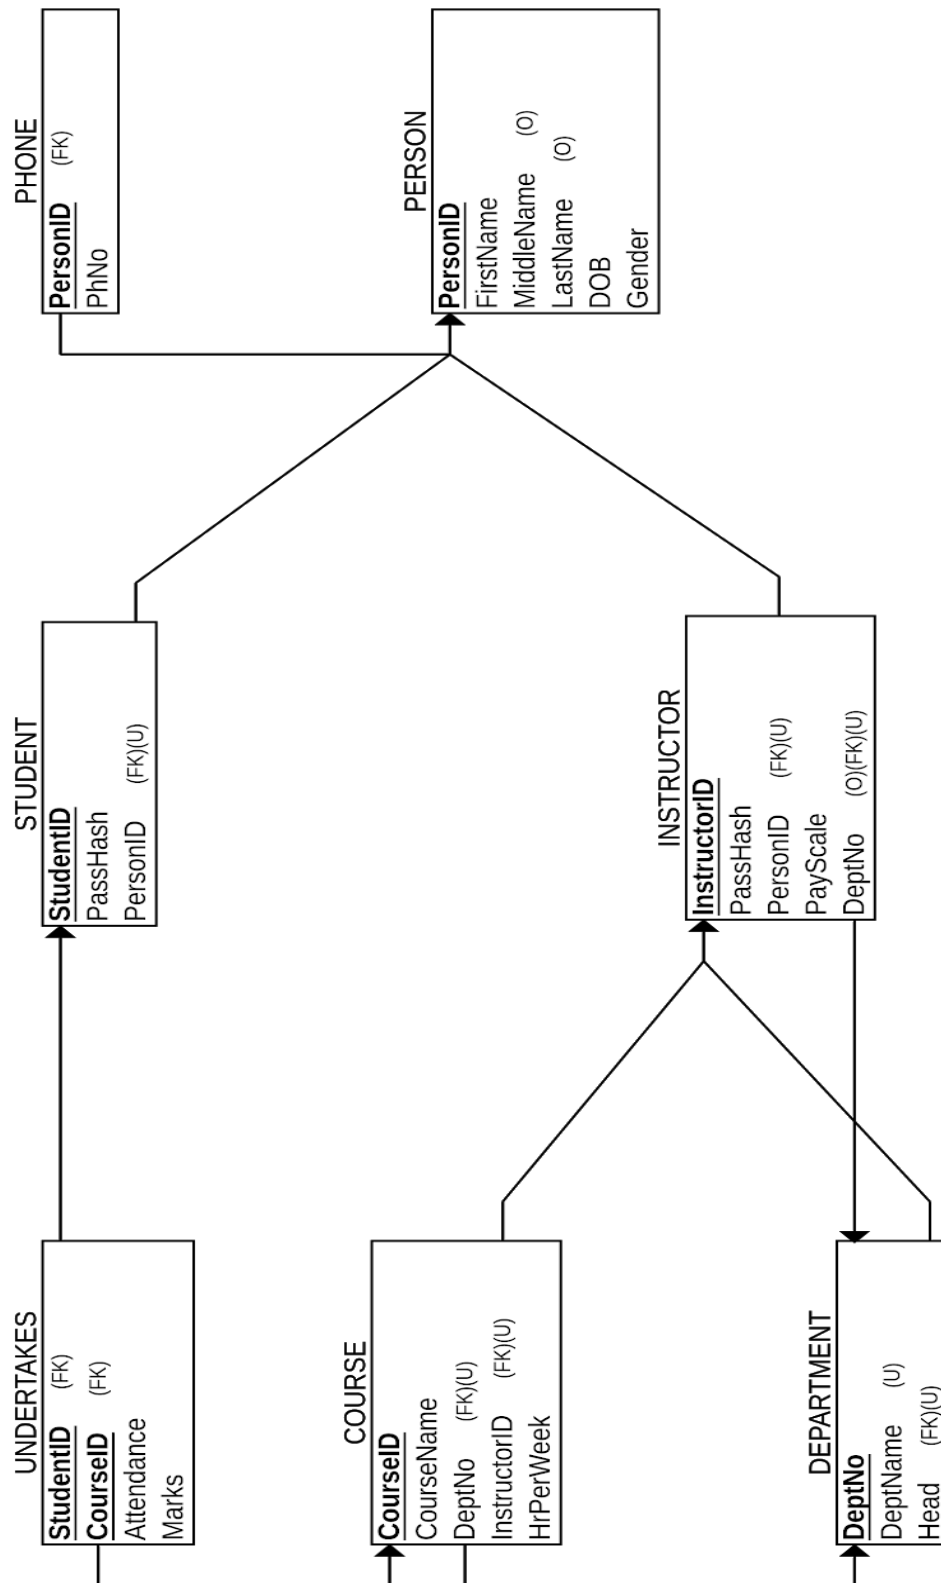 UNDERTAKES
StudentID (FK)
CourseID (FK)
Attendance
Marks
STUDENT
StudentID
PassHash
PersonID (FK)(U)
PHONE
PersonID (FK)
PhNo
COURSE
CourseID
CourseName
DeptNo (FK)(U)
InstructorID (FK)(U)
HrPerWeek
PERSON
PersonID
FirstName
MiddleName (O)
LastName (O)
DOB
Gender
INSTRUCTOR
InstructorID
PassHash
PersonID (FK)(U)
PayScale
DeptNo (O)(FK)(U)
DEPARTMENT
DeptNo
DeptName (U)
Head (FK)(U)